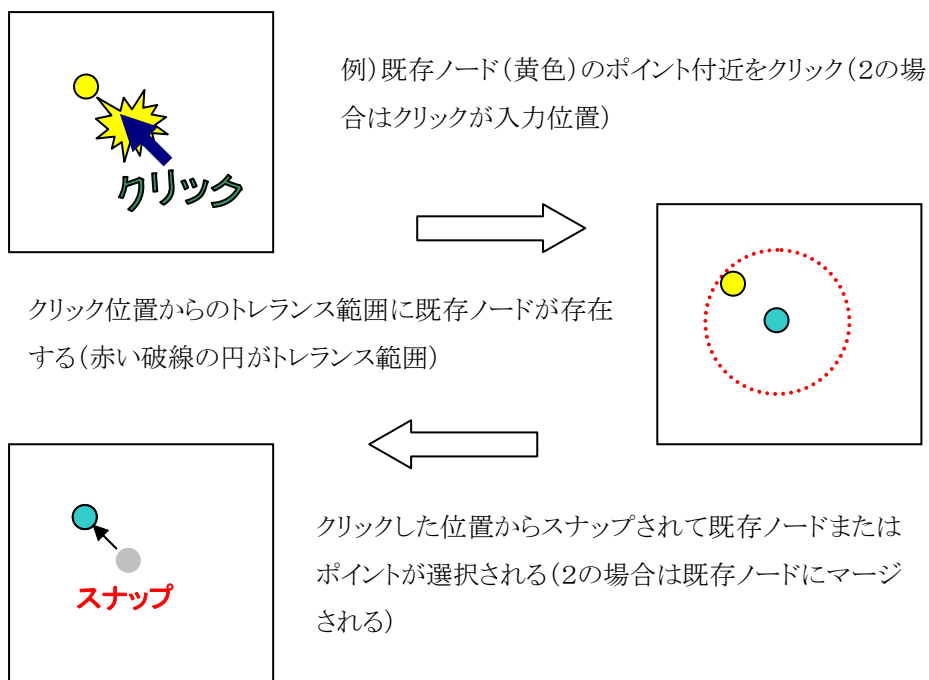 クリック
例)既存ノード(黄色)のポイント付近をクリック(2の場
合はクリックが入力位置)
クリック位置からのトレランス範囲に既存ノードが存在
する(赤い破線の円がトレランス範囲)
スナップ
クリックした位置からスナップされて既存ノードまたは
ポイントが選択される(2の場合は既存ノードにマージ
される)